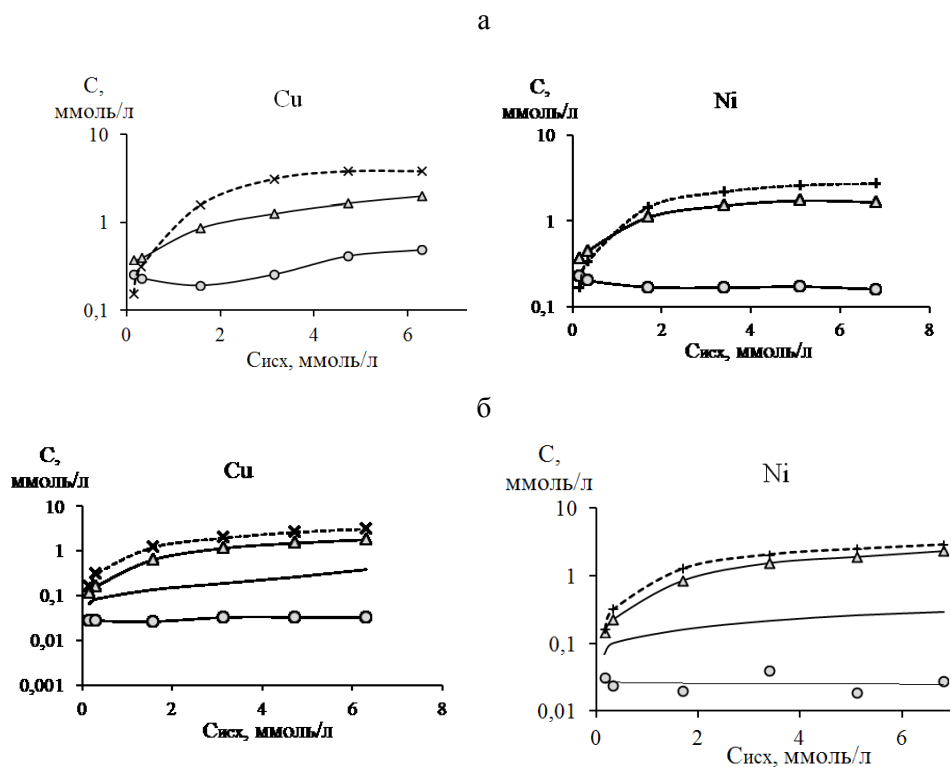 а
С,
ммоль/л
Cu
10
1
0,1
0
2
4
6
Сисх, ммоль/л
С,
ммоль/л
Ni
10
1
0,1
0
2
4
6
8
Сисх, ммоль/л
б
С,
ммоль/л
Cu
10
1
0,1
0,01
0,001
0
2
4
6
8
Сисх, ммоль/л
С,
ммоль/л
Ni
10
1
0,1
0,01
0
2
4
6
Сисх, ммоль/л